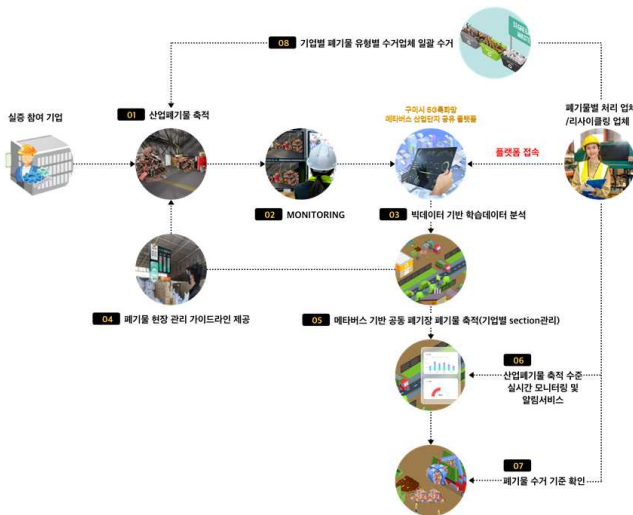 08 기업별 폐기물 유형별 수거업체 일괄 수거
실증 참여 기업
01 산업폐기물 축적
구미시 5G특화망
메타버스 산업단지 공유 플랫폼
폐기물별 처리 업체
/리사이클링 업체
플랫폼 접속
02 MONITORING
03 빅데이터 기반 학습데이터 분석
04 폐기물 현장 관리 가이드라인 제공
05 메타버스 기반 공동 폐기장 폐기물 축적(기업별 section관리)
06
산업폐기물 축적 수준
실시간 모니터링 및
알림서비스
07
폐기물 수거 기준 확인